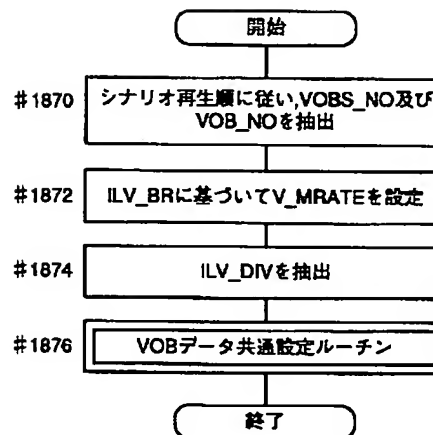 開始
#1870 シナリオ再生順に従い,VOBS_NO及び
VOB_NOを抽出
#1872 ILV_BRに基づいてV_MRATEを設定
#1874 ILV_DIVを抽出
#1876 VOBデータ共通設定ルーチン
終了